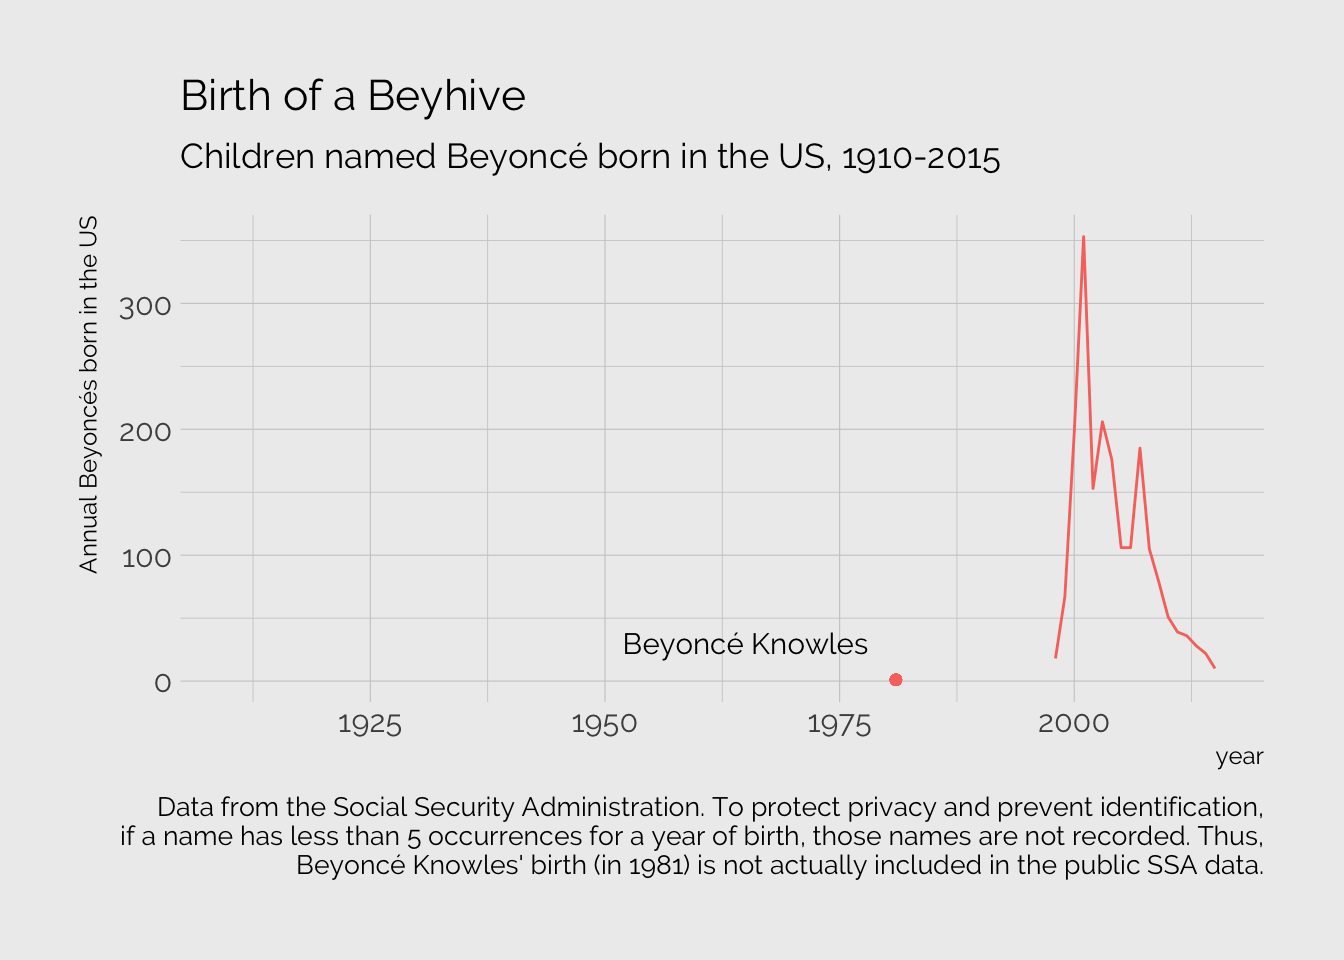 Birth of a Beyhive
Children named Beyoncé born in the US, 1910-2015
Annual Beyoncés born in the US
300
200
100
0
Beyoncé Knowles
1925
1950
1975
2000
year
Data from the Social Security Administration. To protect privacy and prevent identification,
if a name has less than 5 occurrences for a year of birth, those names are not recorded. Thus,
Beyoncé Knowles' birth (in 1981) is not actually included in the public SSA data.